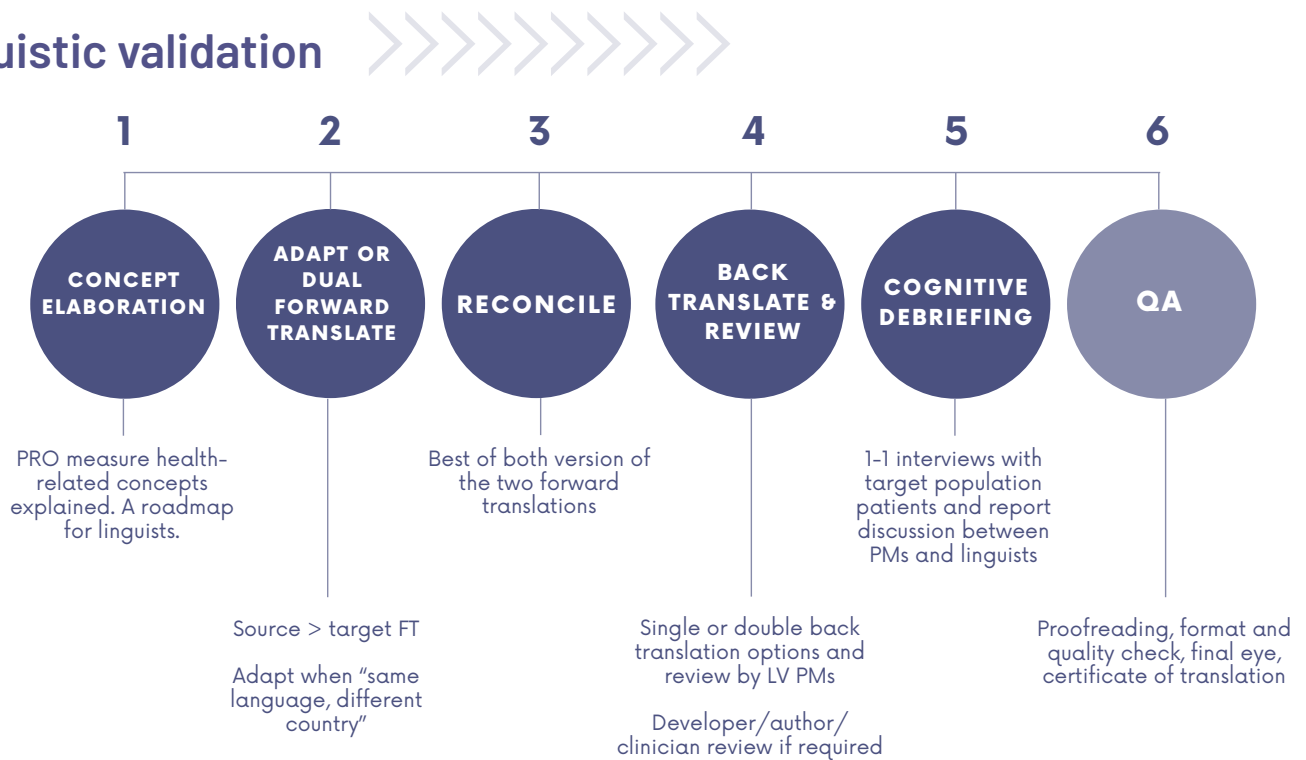 uistic validation
1
2
3
4
5
6
CONCEPT
ELABORATION
ADAPT OR
DUAL
FORWARD
TRANSLATE
RECONCILE
BACK
TRANSLATE &
REVIEW
COGNITIVE
DEBRIEFING
QA
PRO measure health-
related concepts
explained. A roadmap
for linguists.
Source > target FT
Adapt when “same
language, different
country”
Best of both version of
the two forward
translations
Single or double back
translation options and
review by LV PMs
Developer/author/
clinician review if required
1-1 interviews with
target population
patients and report
discussion between
PMs and linguists
Proofreading, format and
quality check, final eye,
certificate of translation